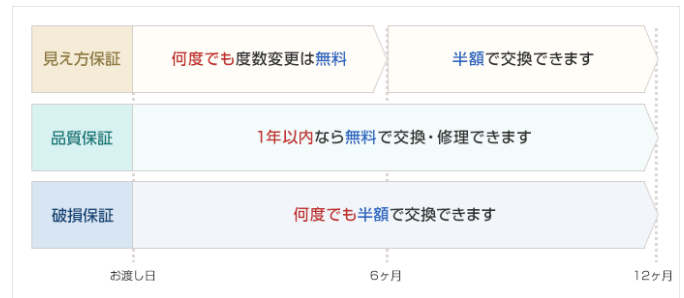 見え方保証
何度でも度数変更は無料
半額で交換できます
品質保証
1年以内なら無料で交換・修理できます
破損保証
何度でも半額で交換できます
お渡し日
6ヶ月
12ヶ月